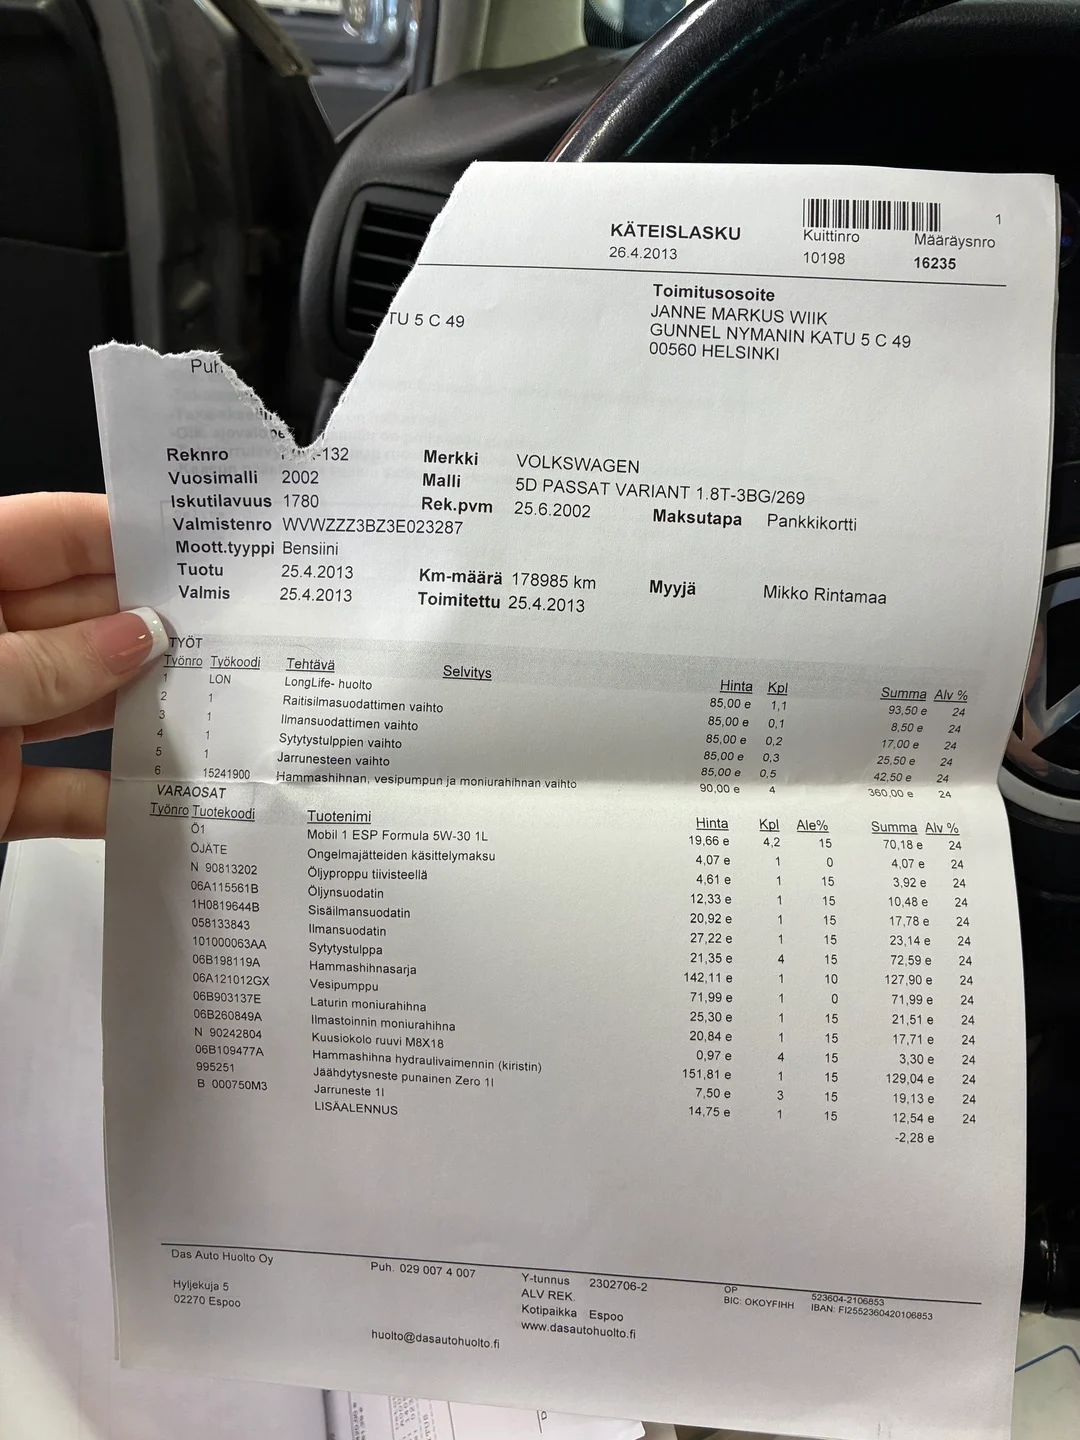 1
KÄTEISLASKU Kuittinro Määräysnro
26.4.2013 10198 16235
Toimitusosoite
JANNE MARKUS WIIK
TU 5 C 49 GUNNEL NYMANIN KATU 5 C 49
00560 HELSINKI
Puh.
Reknro -132 Merkki VOLKSWAGEN
Vuosimalli 2002 Malli 5D PASSAT VARIANT 1.8T-3BG/269
Iskutilavuus 1780 Rek.pvm 25.6.2002 Maksutapa Pankkikortti
Valmistenro WVWZZZ3BZ3E023287
Moott.tyyppi Bensiini
Tuotu 25.4.2013 Km-määrä 178985 km Myyjä Mikko Rintamaa
Valmis 25.4.2013 Toimitettu 25.4.2013
TYÖT
Työnro Työkoodi Tehtävä Selvitys Hinta Kpl Summa Alv %
1 LON LongLife- huolto 85,00 e 1,1 93,50 e 24
2 1 Raitisilmasuodattimen vaihto 85,00 e 0,1 8,50 e 24
3 1 Ilmansuodattimen vaihto 85,00 e 0,2 17,00 e 24
4 1 Sytytystulppien vaihto 85,00 e 0,3 25,50 e 24
5 1 Jarrunesteen vaihto 85,00 e 0,5 42,50 e 24
6 15241900 Hammashihnan, vesipumpun ja moniurahihnan vaihto 90,00 e 4 360,00 e 24
VARAOSAT
Työnro Tuotekoodi Tuotenimi Hinta Kpl Ale% Summa Alv %
Ö1 Mobil 1 ESP Formula 5W-30 1L 19,66 e 4,2 15 70,18 e 24
ÖJÄTE Ongelmajätteiden käsittelymaksu 4,07 e 1 0 4,07 e 24
N 90813202 Öljyproppu tiivisteellä 4,61 e 1 15 3,92 e 24
06A115561B Öljynsuodatin 12,33 e 1 15 10,48 e 24
1H0819644B Sisäilmansuodatin 20,92 e 1 15 17,78 e 24
058133843 Ilmansuodatin 27,22 e 1 15 23,14 e 24
101000063AA Sytytystulppa 21,35 e 4 15 72,59 e 24
06B198119A Hammashihnasarja 142,11 e 1 10 127,90 e 24
06A121012GX Vesipumppu 71,99 e 1 0 71,99 e 24
06B903137E Laturin moniurahihna 25,30 e 1 15 21,51 e 24
06B260849A Ilmastoinnin moniurahihna 20,84 e 1 15 17,71 e 24
N 90242804 Kuusiokolo ruuvi M8X18 0,97 e 4 15 3,30 e 24
06B109477A Hammashihna hydraulivaimennin (kiristin) 151,81 e 1 15 129,04 e 24
995251 Jäähdytysneste punainen Zero 1l 7,50 e 3 15 19,13 e 24
B 000750M3 Jarruneste 1l 14,75 e 1 15 12,54 e 24
LISÄALENNUS -2,28 e
Das Auto Huolto Oy Puh. 029 007 4 007 Y-tunnus 2302706-2 OP 523604-2106853
ALV REK. BIC: OKOYFIHH IBAN: FI2552360420106853
Hyljekuja 5 Kotipaikka Espoo
02270 Espoo www.dasautohuolto.fi
huolto@dasautohuolto.fi